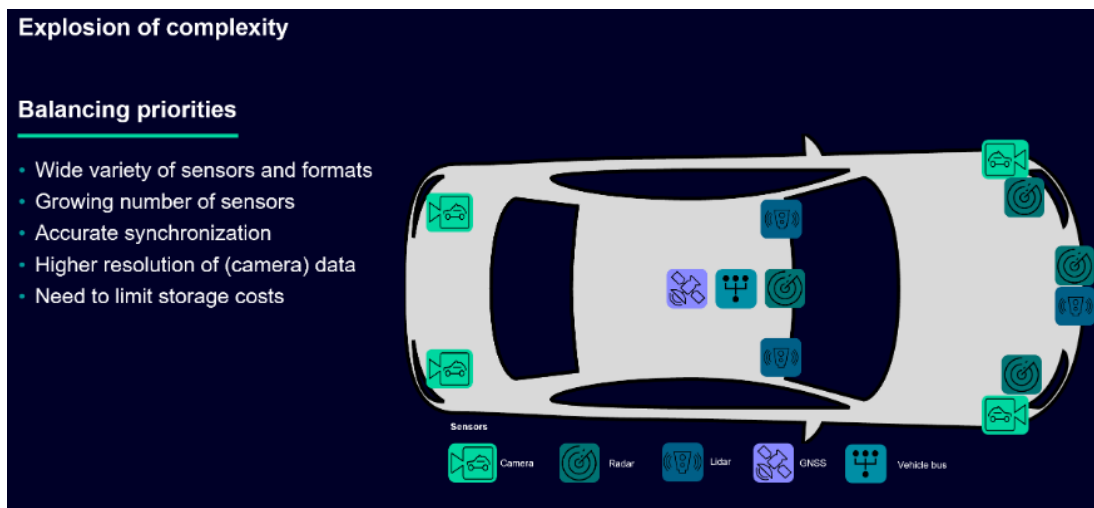 Explosion of complexity
Balancing priorities
• Wide variety of sensors and formats
• Growing number of sensors
• Accurate synchronization
• Higher resolution of (camera) data
• Need to limit storage costs
Sensors
Camera
Radar
Lidar
GNSS
Vehicle bus